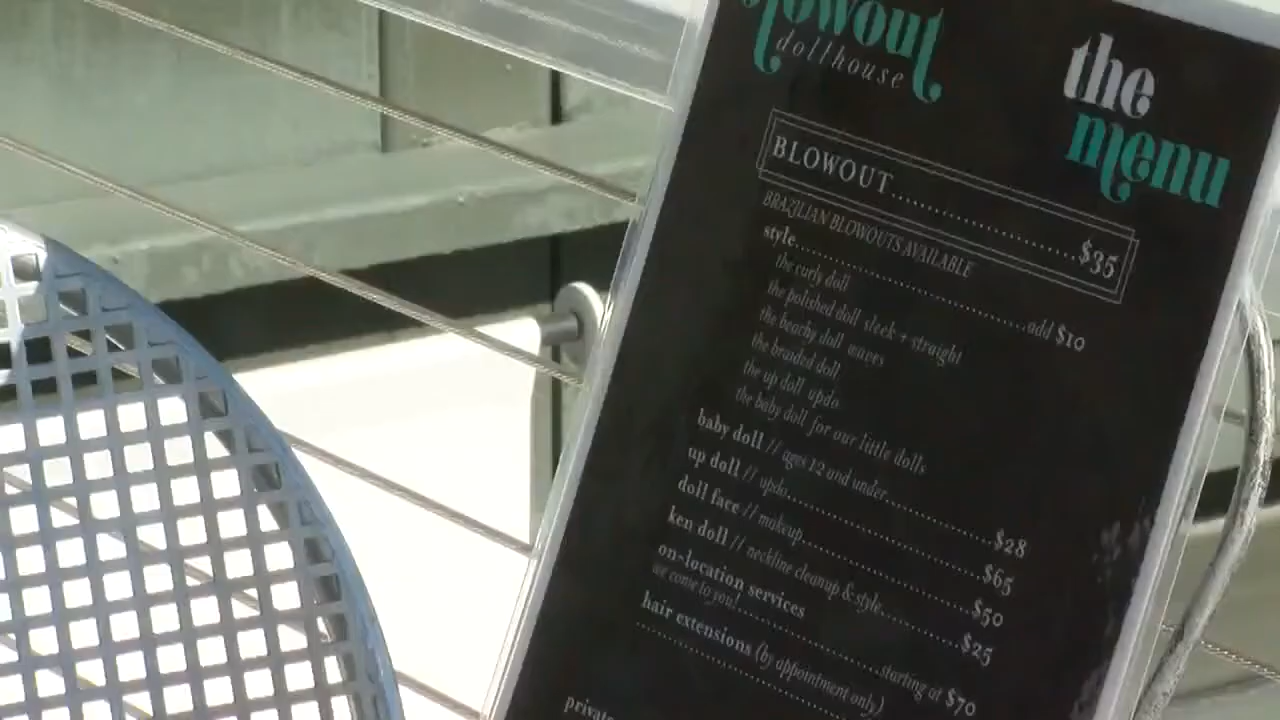 blowout
dollhouse
the
menu
BLOWOUT..........$35
BRAZILIAN BLOWOUTS AVAILABLE
style..........add $10
the curly doll
the polished doll sleek + straight
the beachy doll waves
the braided doll
the up doll updo
the baby doll for our little dolls
baby doll // ages 12 and under..........$28
up doll // updo..........$65
doll face // makeup..........$50
ken doll // neckline cleanup & style..........$25
on-location services
we come to you!..........starting at $70
hair extensions (by appointment only)